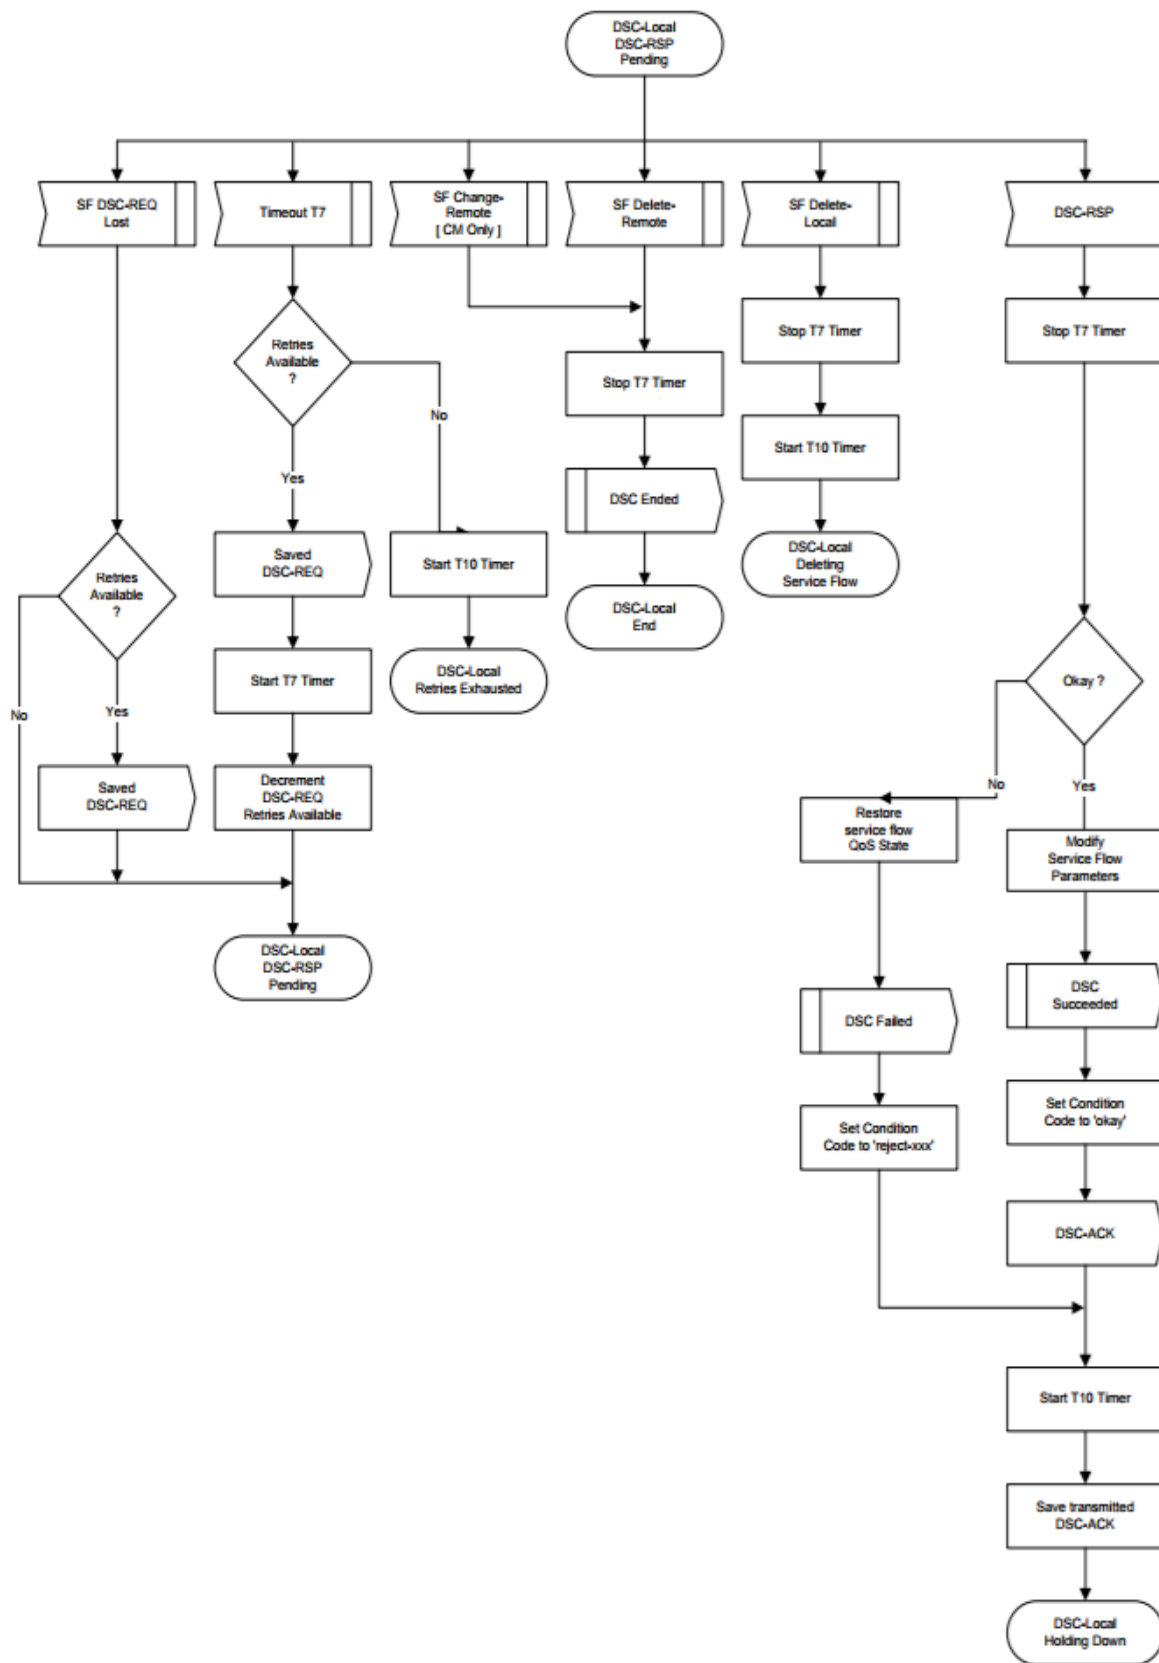 DSC-Local
DSC-RSP
Pending
SF DSC-REQ
Lost
Timeout T7
SF Change-
Remote
[ CM Only ]
SF Delete-
Remote
SF Delete-
Local
DSC-RSP
Retries
Available
?
No
Yes
Stop T7 Timer
Stop T7 Timer
Stop T7 Timer
Start T10 Timer
DSC Ended
Saved
DSC-REQ
Start T10 Timer
DSC-Local
Deleting
Service Flow
Retries
Available
?
DSC-Local
End
Start T7 Timer
DSC-Local
Retries Exhausted
Okay ?
No
Yes
Saved
DSC-REQ
Decrement
DSC-REQ
Retries Available
No
Yes
Restore
service flow
QoS State
Modify
Service Flow
Parameters
DSC-Local
DSC-RSP
Pending
DSC Failed
DSC
Succeeded
Set Condition
Code to 'reject-xxx'
Set Condition
Code to 'okay'
DSC-ACK
Start T10 Timer
Save transmitted
DSC-ACK
DSC-Local
Holding Down